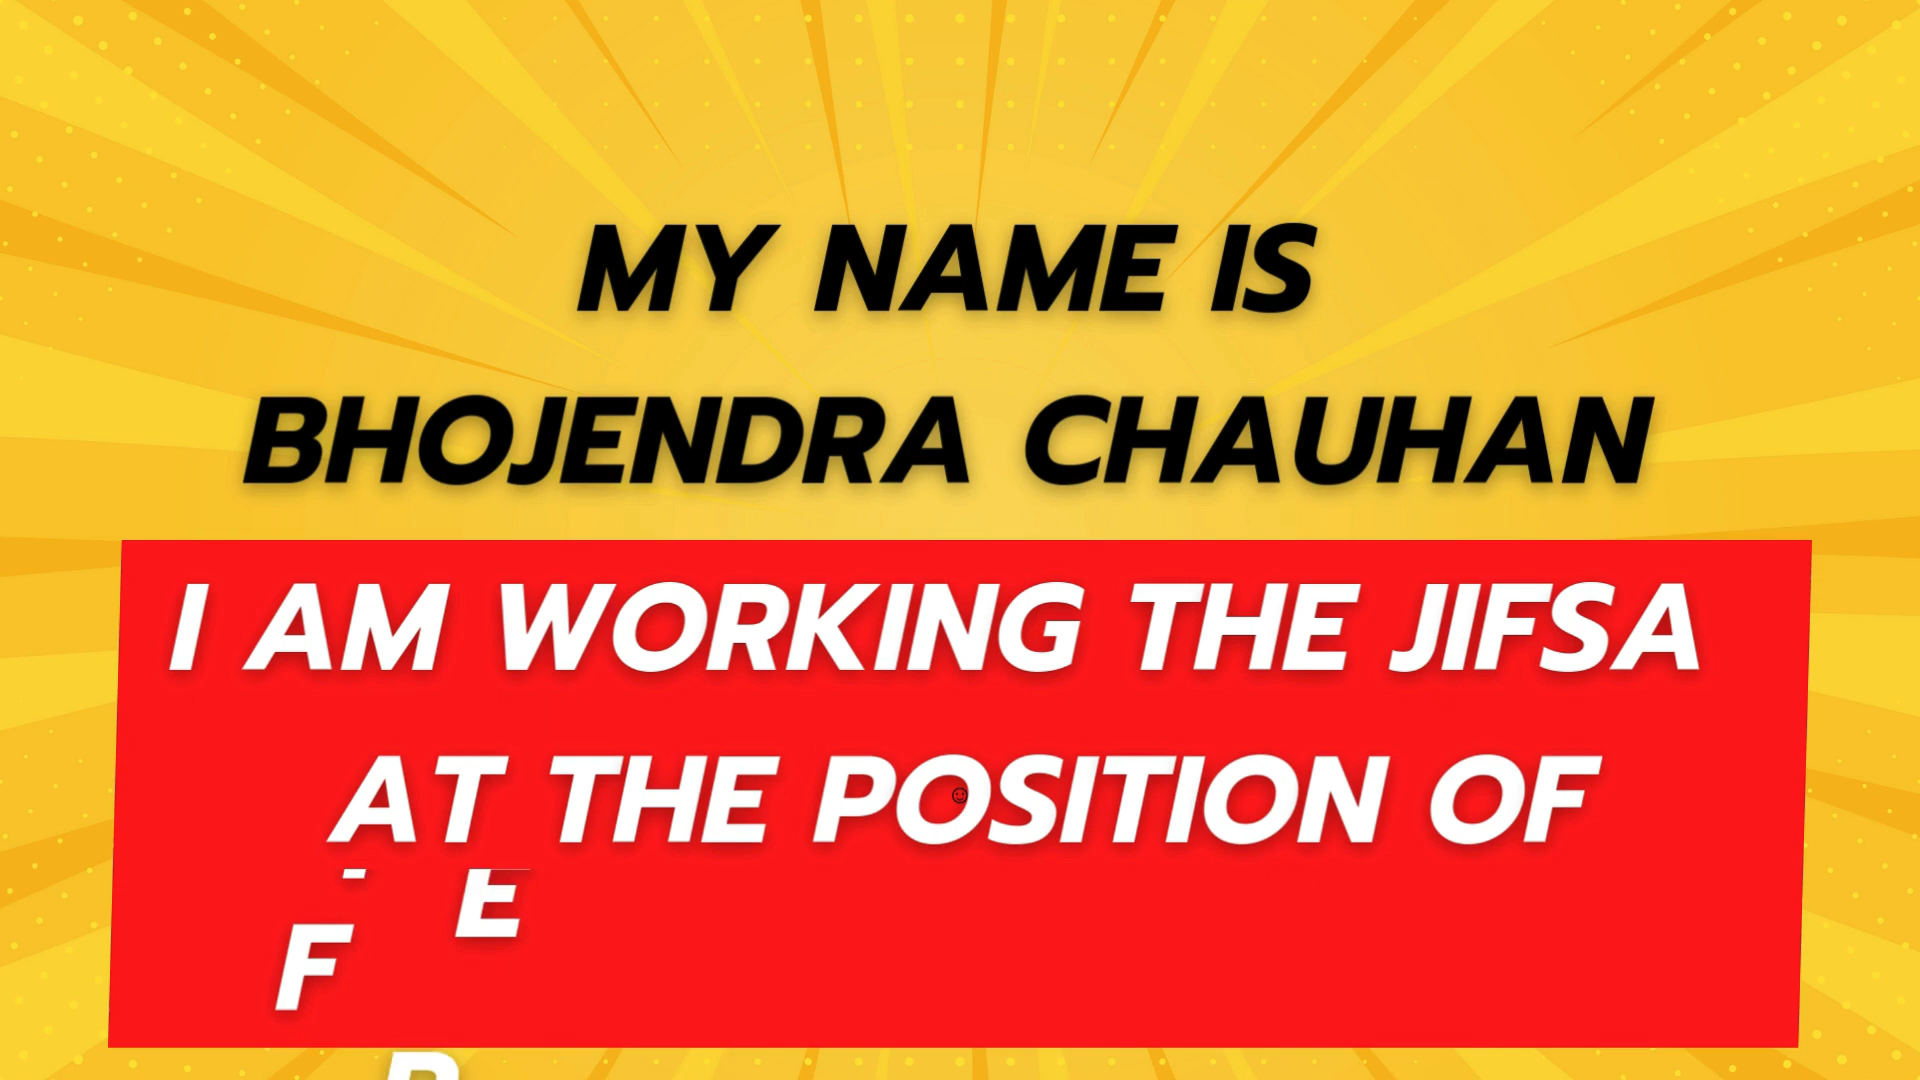 MY NAME IS
BHOJENDRA CHAUHAN
I AM WORKING THE JIFSA
AT THE POSITION OF